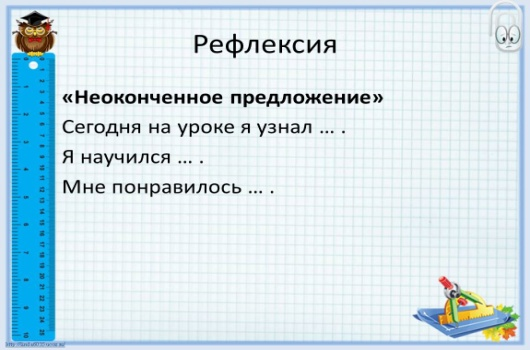 Рефлексия
«Неоконченное предложение»
Сегодня на уроке я узнал ... .
Я научился ... .
Мне понравилось ... .